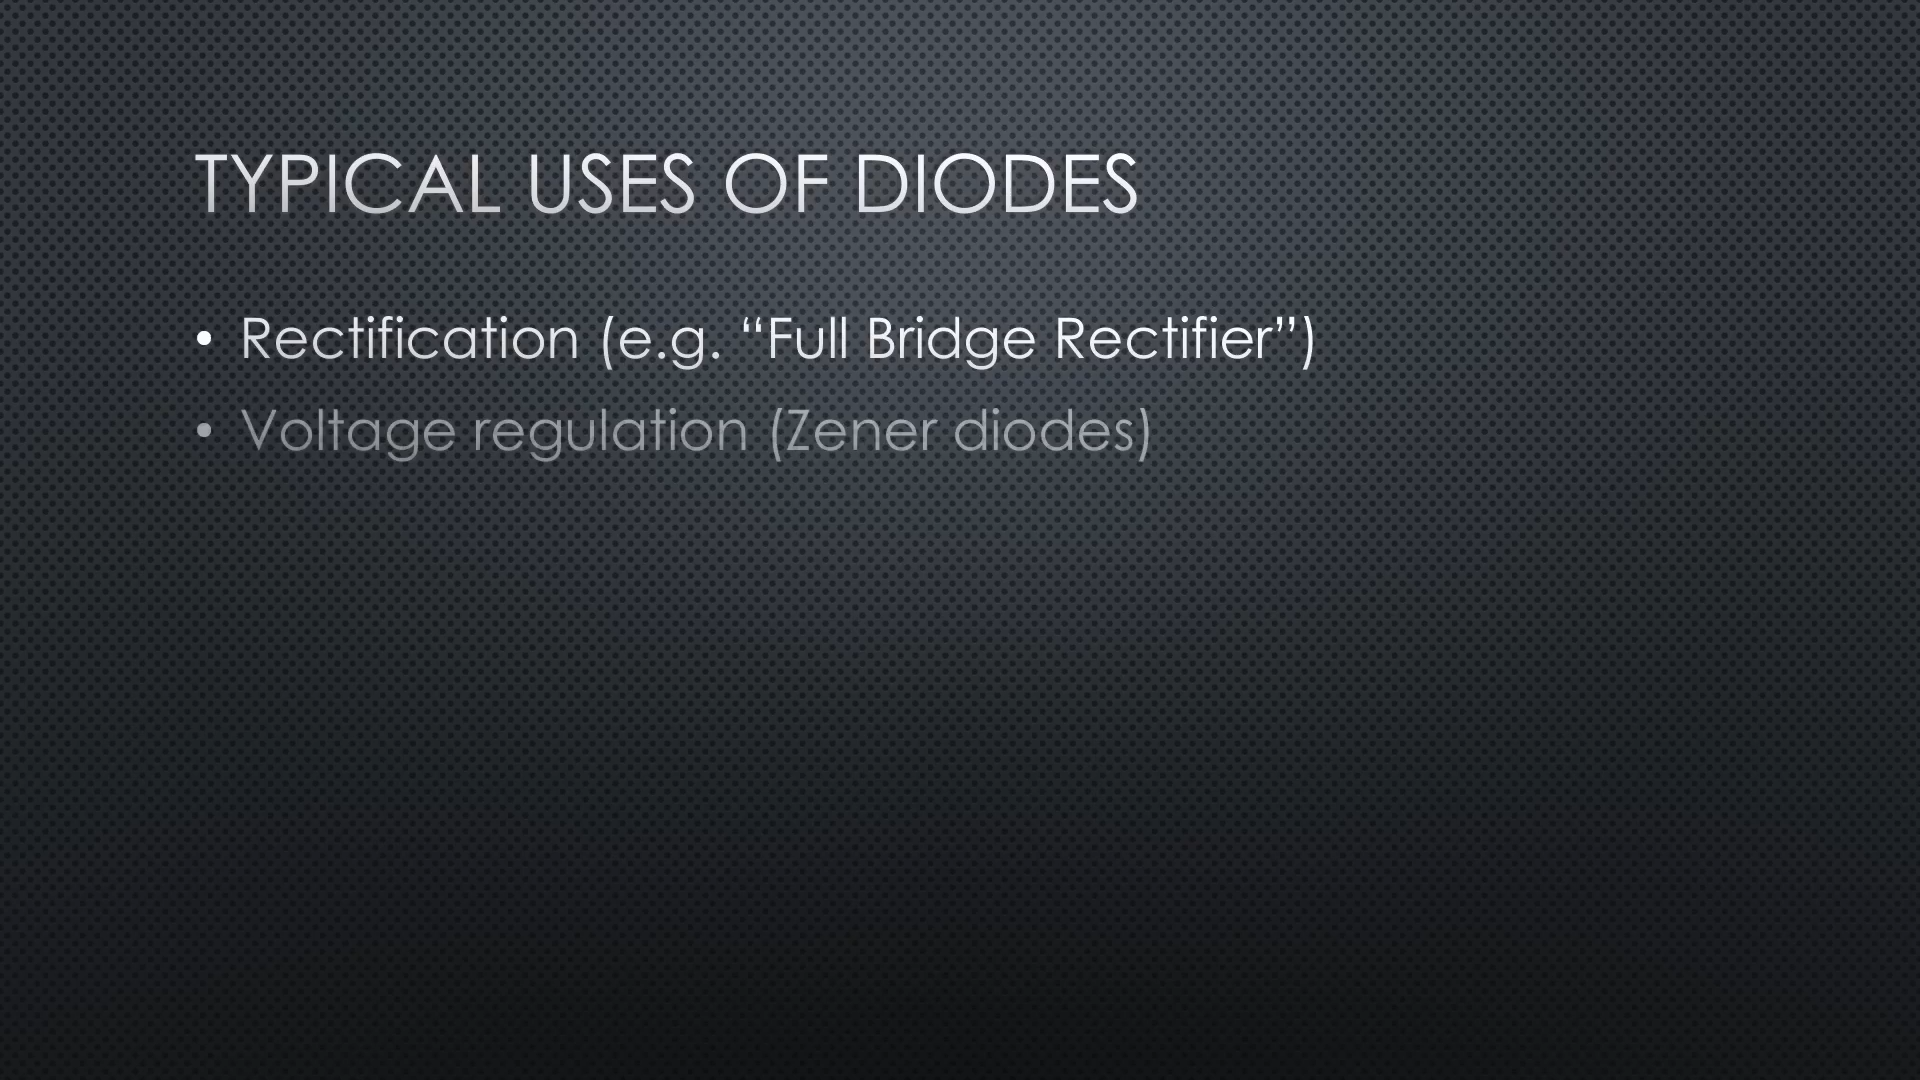 TYPICAL USES OF DIODES
• Rectification (e.g. “Full Bridge Rectifier”)
• Voltage regulation (Zener diodes)